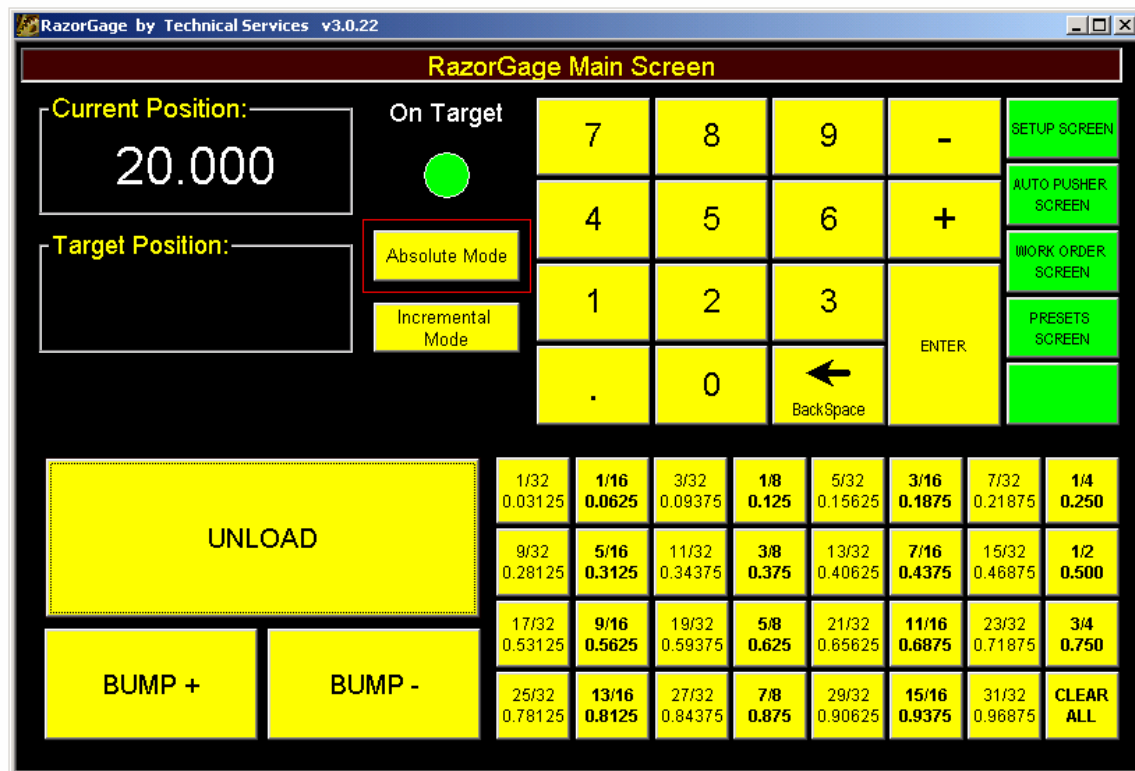 RazorGage by Technical Services v3.0.22
RazorGage Main Screen
Current Position:
20.000
On Target
Target Position:
Absolute Mode
Incremental
Mode
7 8 9 -
4 5 6 +
1 2 3
ENTER
. 0
BackSpace
SETUP SCREEN
AUTO PUSHER
SCREEN
WORK ORDER
SCREEN
PRESETS
SCREEN
UNLOAD
BUMP +
BUMP -
1/32 1/16 3/32 1/8 5/32 3/16 7/32 1/4
0.03125 0.0625 0.09375 0.125 0.15625 0.1875 0.21875 0.250
9/32 5/16 11/32 3/8 13/32 7/16 15/32 1/2
0.28125 0.3125 0.34375 0.375 0.40625 0.4375 0.46875 0.500
17/32 9/16 19/32 5/8 21/32 11/16 23/32 3/4
0.53125 0.5625 0.59375 0.625 0.65625 0.6875 0.71875 0.750
25/32 13/16 27/32 7/8 29/32 15/16 31/32 CLEAR
0.78125 0.8125 0.84375 0.875 0.90625 0.9375 0.96875 ALL